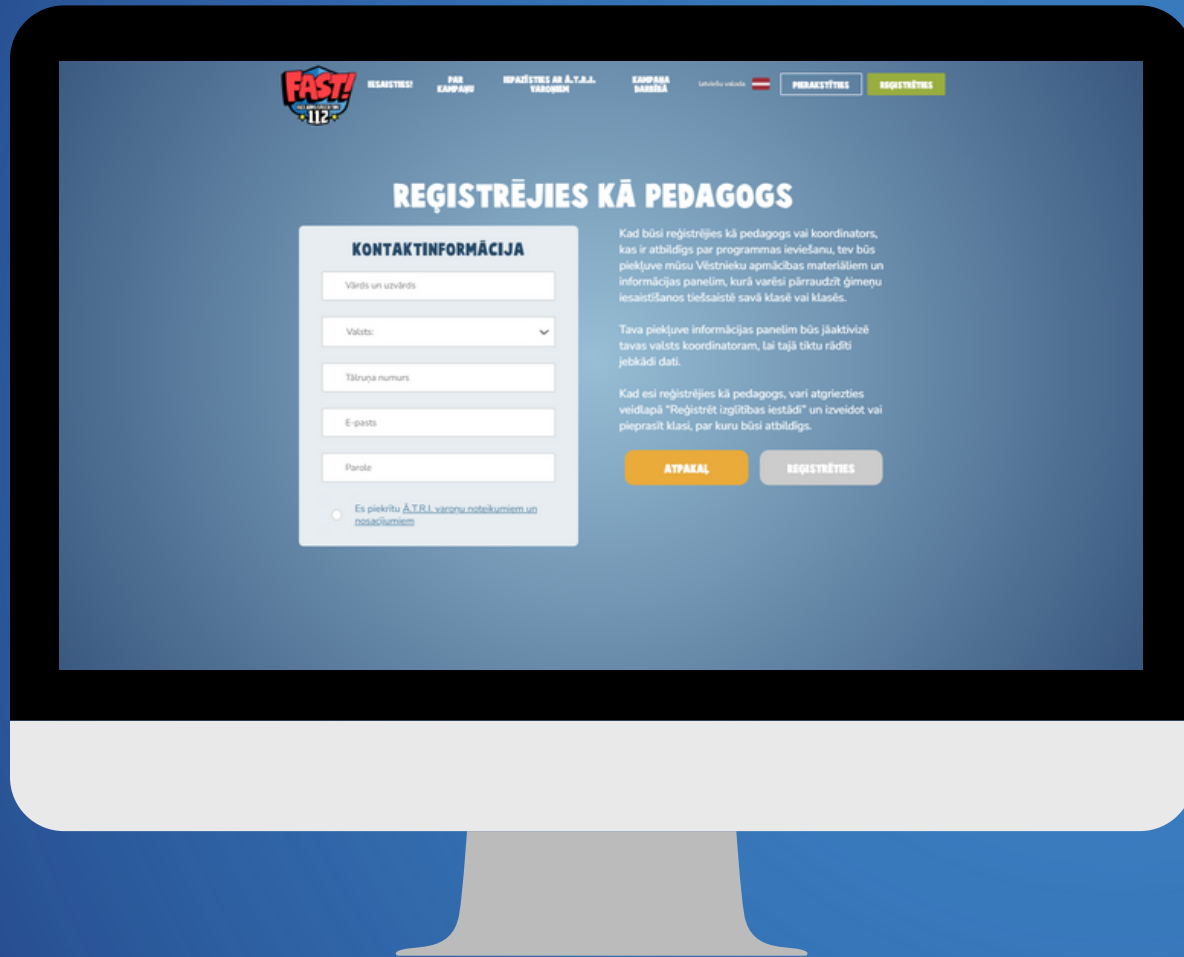 FAST!
112
IESAISTIES!
PAR
KAMPAŅU
IEPAZĪSTIES AR Ā.T.R.I.
VAROŅIEM
KAMPAŅA
DARBĪBĀ
Latviešu valoda
PIERAKSTĪTIES
REĢISTRĒTIES
REĢISTRĒJIES KĀ PEDAGOGS
KONTAKTINFORMĀCIJA
Vārds un uzvārds
Valsts:
Tālruņa numurs
E-pasts
Parole
Es piekrītu Ā.T.R.I. varoņu noteikumiem un
nosacījumiem
Kad būsi reģistrējies kā pedagogs vai koordinators,
kas ir atbildīgs par programmas ieviešanu, tev būs
piekļuve mūsu Vēstnieku apmācības materiāliem un
informācijas panelim, kurā varēsi pārraudzīt ģimeņu
iesaistīšanos tiešsaistē savā klasē vai klasēs.
Tava piekļuve informācijas panelim būs jāaktivizē
tavas valsts koordinatoram, lai tajā tiktu rādīti
jebkādi dati.
Kad esi reģistrējies kā pedagogs, vari atgriezties
veidlapā “Reģistrēt izglītības iestādi” un izveidot vai
pieprasīt klasi, par kuru būsi atbildīgs.
ATPAKAĻ
REĢISTRĒTIES